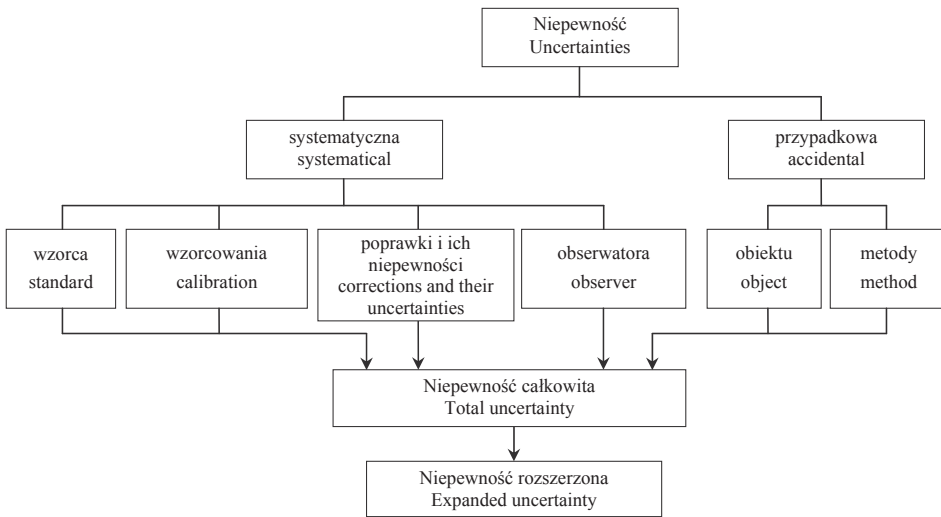 Niepewność
Uncertainties
systematyczna
systematical
przypadkowa
accidental
wzorca
standard
wzorcowania
calibration
poprawki i ich
niepewności
corrections and their
uncertainties
obserwatora
observer
obiektu
object
metody
method
Niepewność całkowita
Total uncertainty
Niepewność rozszerzona
Expanded uncertainty